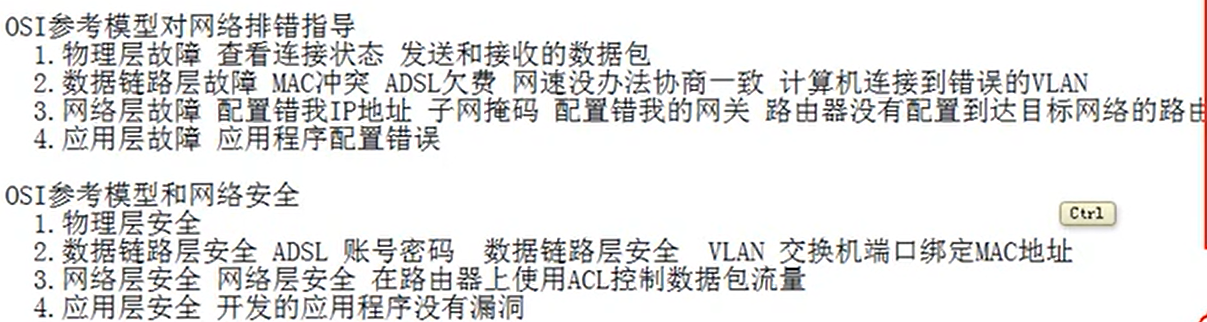 OSI参考模型对网络排错指导
1. 物理层故障 查看连接状态 发送和接收的数据包
2. 数据链路层故障 MAC冲突 ADSL欠费 网速没办法协商一致 计算机连接到错误的VLAN
3. 网络层故障 配置错我IP地址 子网掩码 配置错我的网关 路由器没有配置到达目标网络的路由
4. 应用层故障 应用程序配置错误
OSI参考模型和网络安全
1. 物理层安全
Ctrl
2. 数据链路层安全 ADSL 账号密码 数据链路层安全 VLAN 交换机端口绑定MAC地址
3. 网络层安全 网络层安全 在路由器上使用ACL控制数据包流量
4. 应用层安全 开发的应用程序没有漏洞